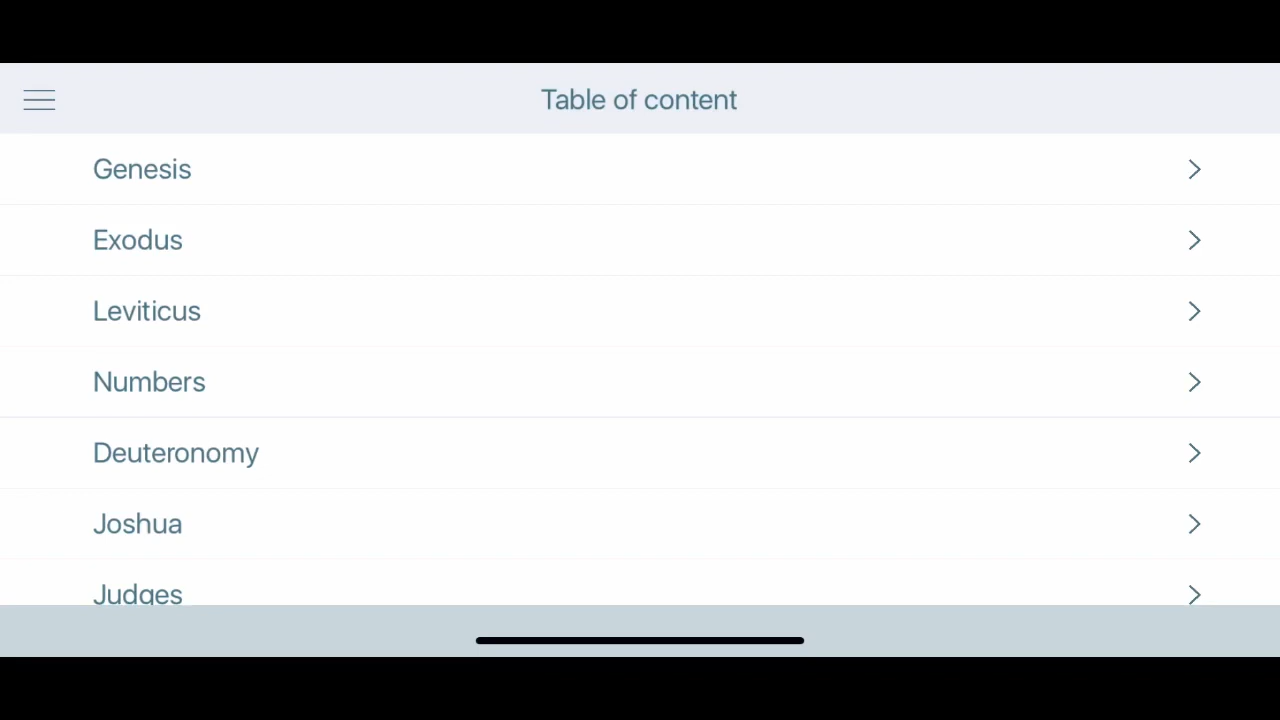 Table of content
Genesis
Exodus
Leviticus
Numbers
Deuteronomy
Joshua
Judges